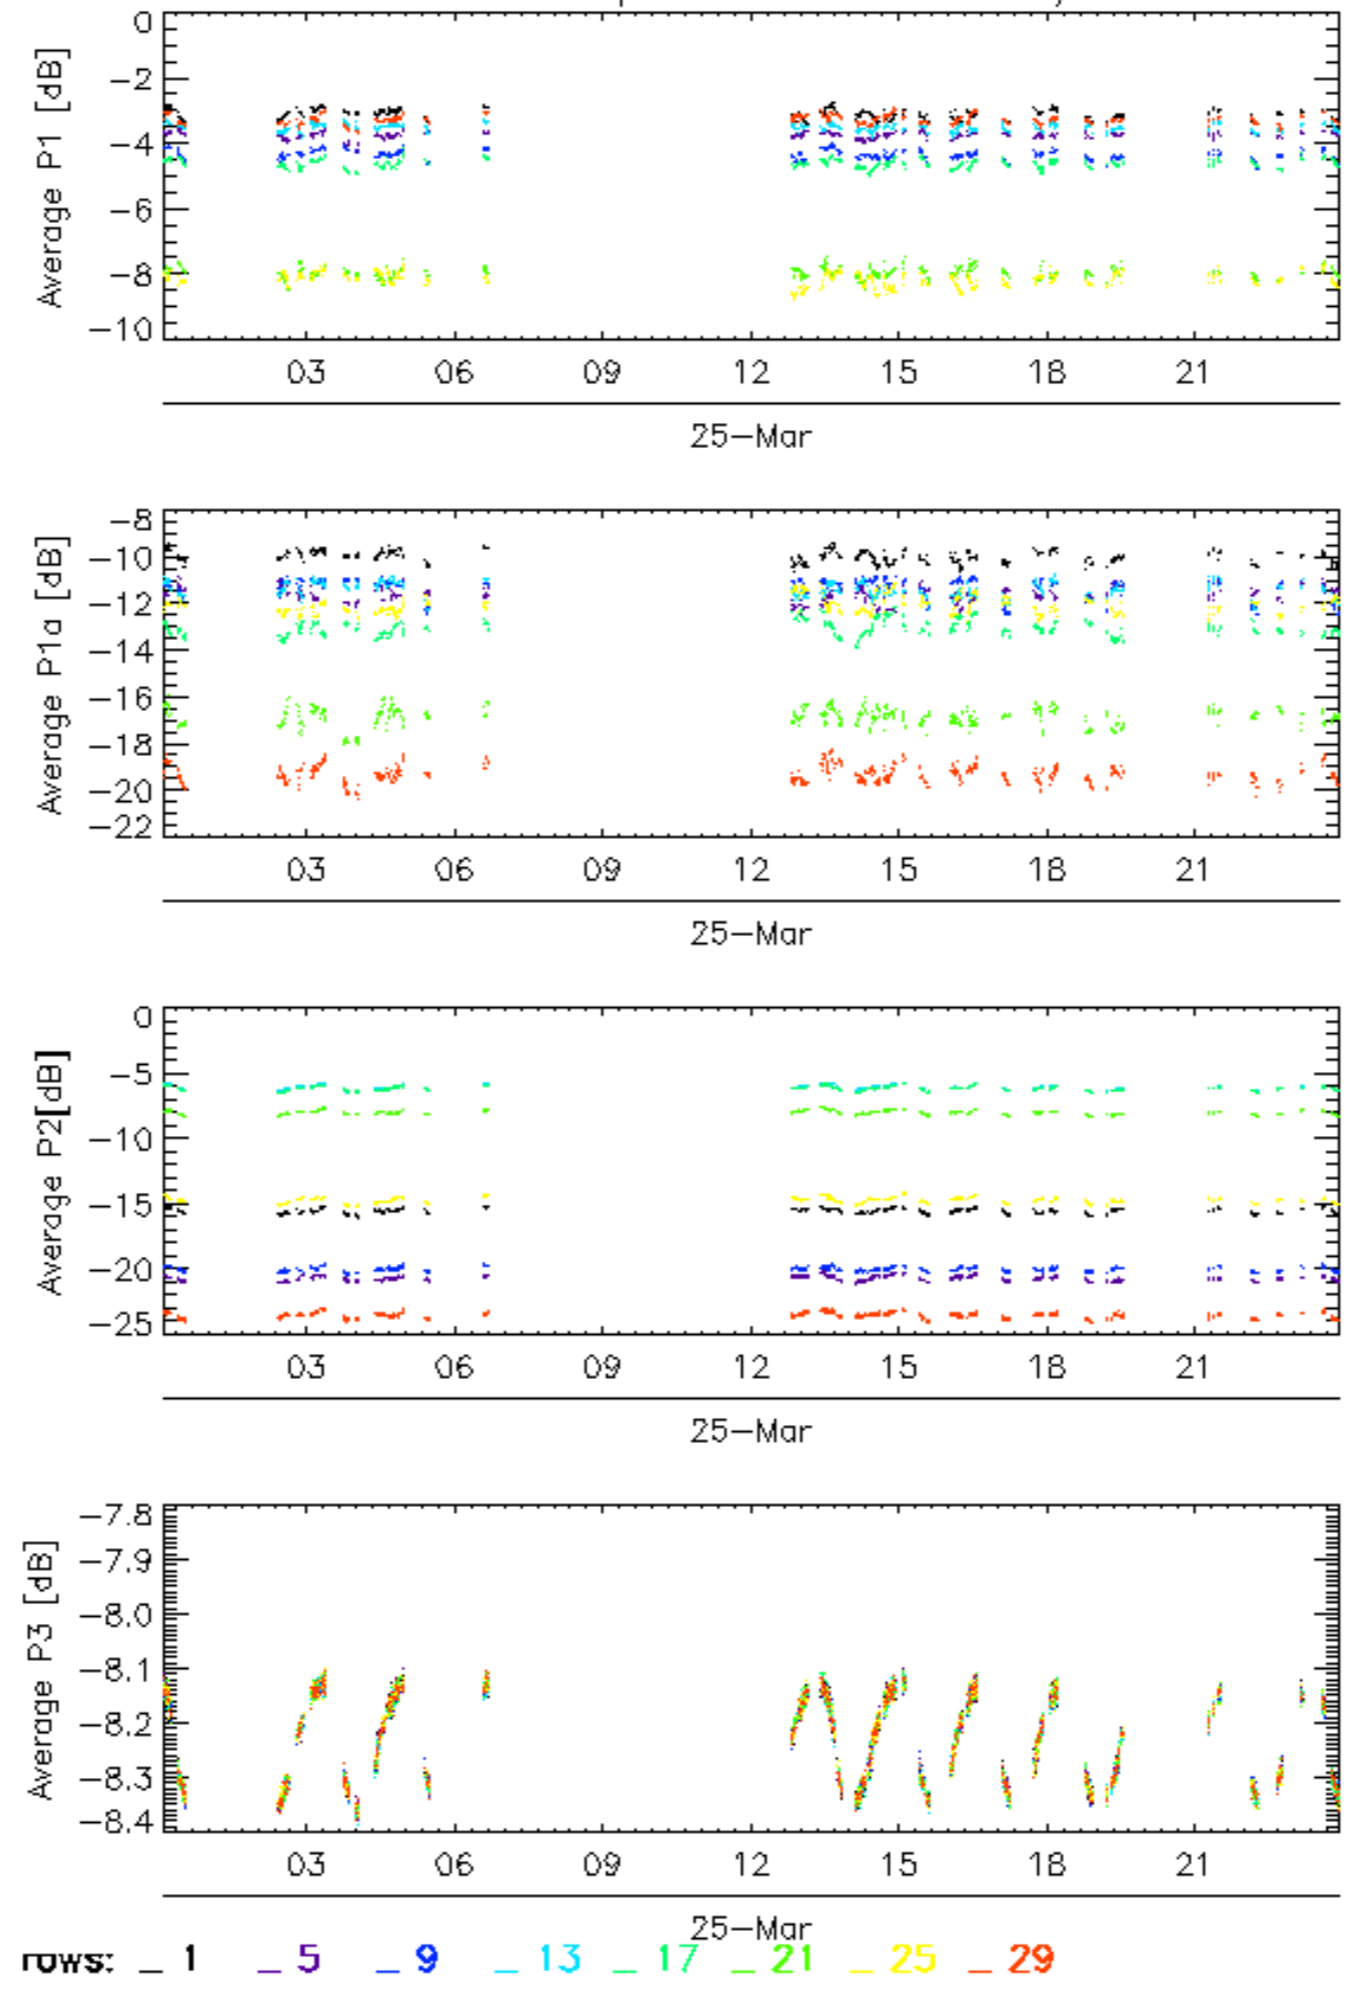 Average P1 [dB]
0
−2
−4
−6
−8
−10
03 06 09 12 15 18 21
25−Mar
Average P1a [dB]
−8
−10
−12
−14
−16
−18
−20
−22
03 06 09 12 15 18 21
25−Mar
Average P2[dB]
0
−5
−10
−15
−20
−25
03 06 09 12 15 18 21
25−Mar
Average P3 [dB]
−7.8
−7.9
−8.0
−8.1
−8.2
−8.3
−8.4
03 06 09 12 15 18 21
25−Mar
rows: _ 1 _ 5 _ 9 _ 13 _ 17 _ 21 _ 25 _ 29